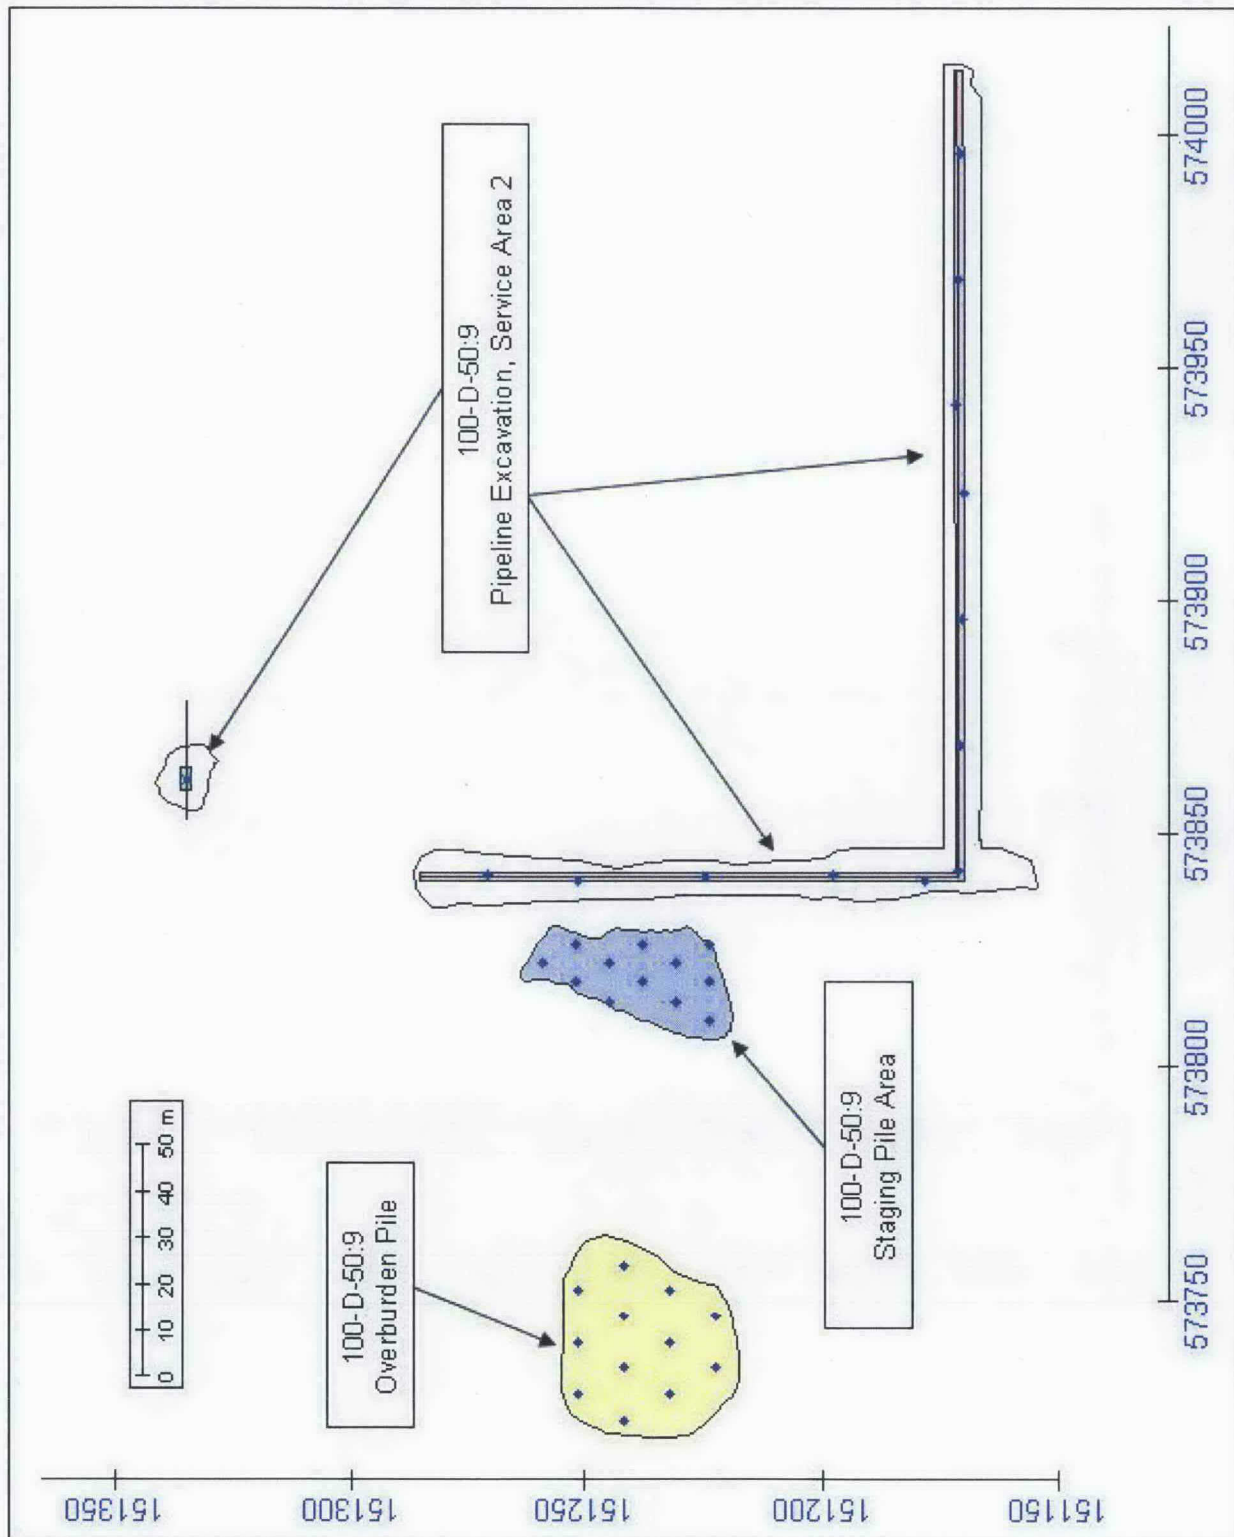 100-D-50:9
Pipeline Excavation, Service Area 2
100-D-50:9
Overburden Pile
100-D-50:9
Staging Pile Area
0 10 20 30 40 50 m
151350
151300
151250
151200
151150
573750
573800
573850
573900
573950
574000